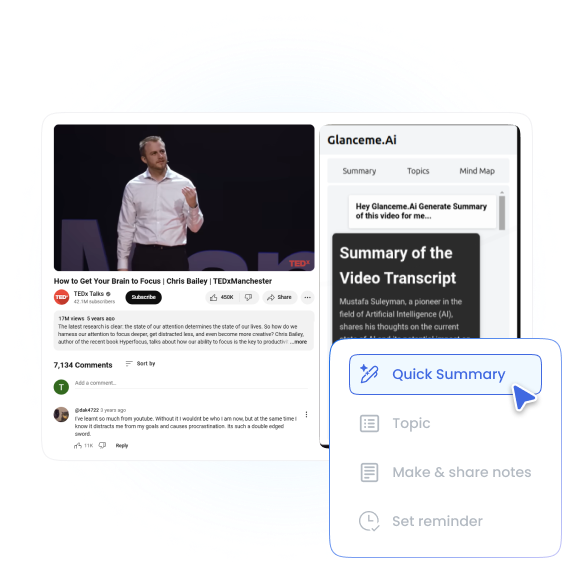 TEDx
How to Get Your Brain to Focus | Chris Bailey | TEDxManchester
TEDx
TEDx Talks
42.1M subscribers
Subscribe
450K
Share
17M views 5 years ago
The latest research is clear: the state of our attention determines the state of our lives. So how do we
harness our attention to focus deeper, get distracted less, and even become more creative? Chris Bailey,
author of the recent book Hyperfocus, talks about how our ability to focus is the key to productivi ...more
7,134 Comments
Sort by
T
Add a comment...
@dak4722 3 years ago
I've learnt so much from youtube. Without it I wouldnt be who I am now, but at the same time I
know it distracts me from my goals and causes procrastination. Its such a double edged
sword.
11K
Reply
Glanceme.Ai
Summary
Topics
Mind Map
Hey Glanceme.Ai Generate Summary
of this video for me...
Summary of the
Video Transcript
Mustafa Suleyman, a pioneer in the
field of Artificial Intelligence (AI),
shares his thoughts on the current
Quick Summary
Topic
Make & share notes
Set reminder